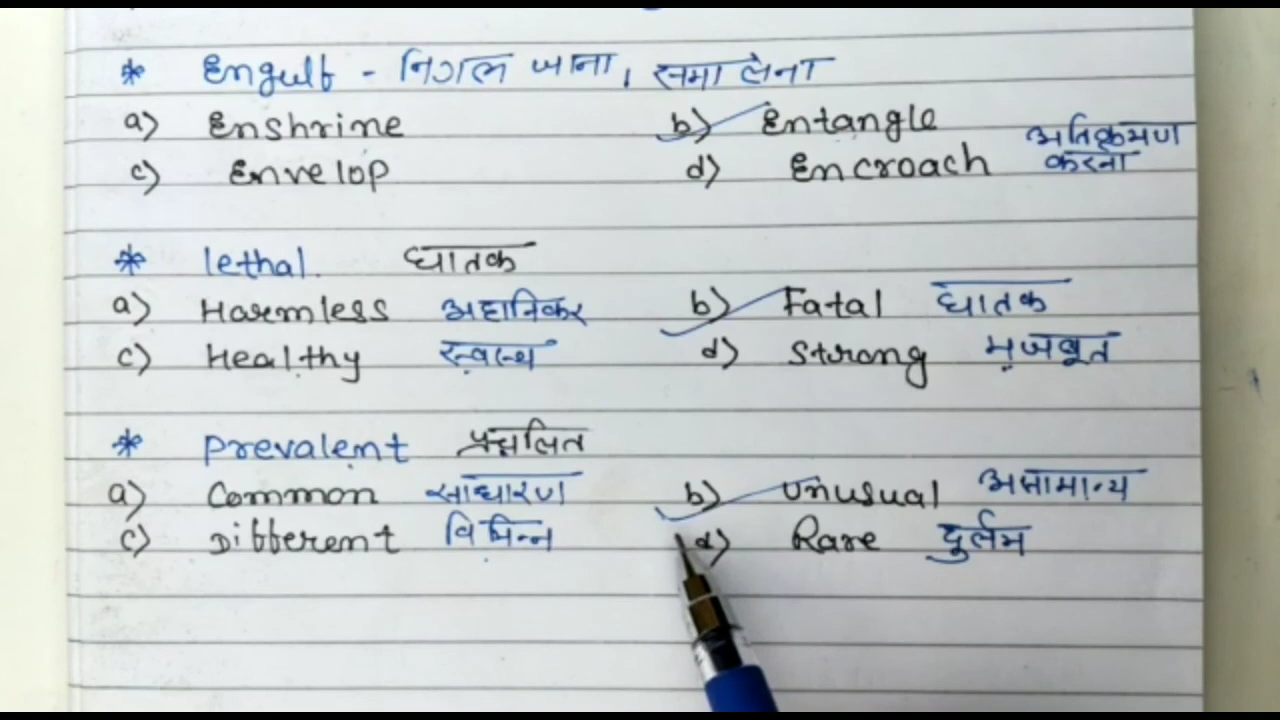 * Engulf - निगल जाना, समा लेना
a) Enshrine b) Entangle
c) Envelop d) Encroach अतिक्रमण करना
* lethal. घातक
a) Harmless अहानिकर b) Fatal घातक
c) Healthy स्वस्थ d) Strong मजबूत
* Prevalent प्रचलित
a) Common साधारण b) Unusual असामान्य
c) Different विभिन्न d) Rare दुर्लभ